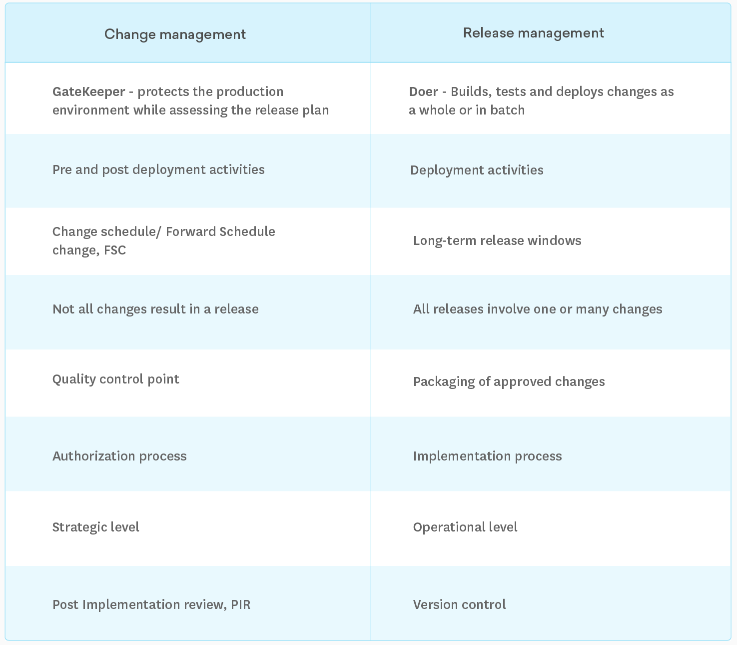 Change management
Release management
GateKeeper - protects the production
environment while assessing the release plan
Doer - Builds, tests and deploys changes as
a whole or in batch
Pre and post deployment activities
Deployment activities
Change schedule/ Forward Schedule
change, FSC
Long-term release windows
Not all changes result in a release
All releases involve one or many changes
Quality control point
Packaging of approved changes
Authorization process
Implementation process
Strategic level
Operational level
Post Implementation review, PIR
Version control